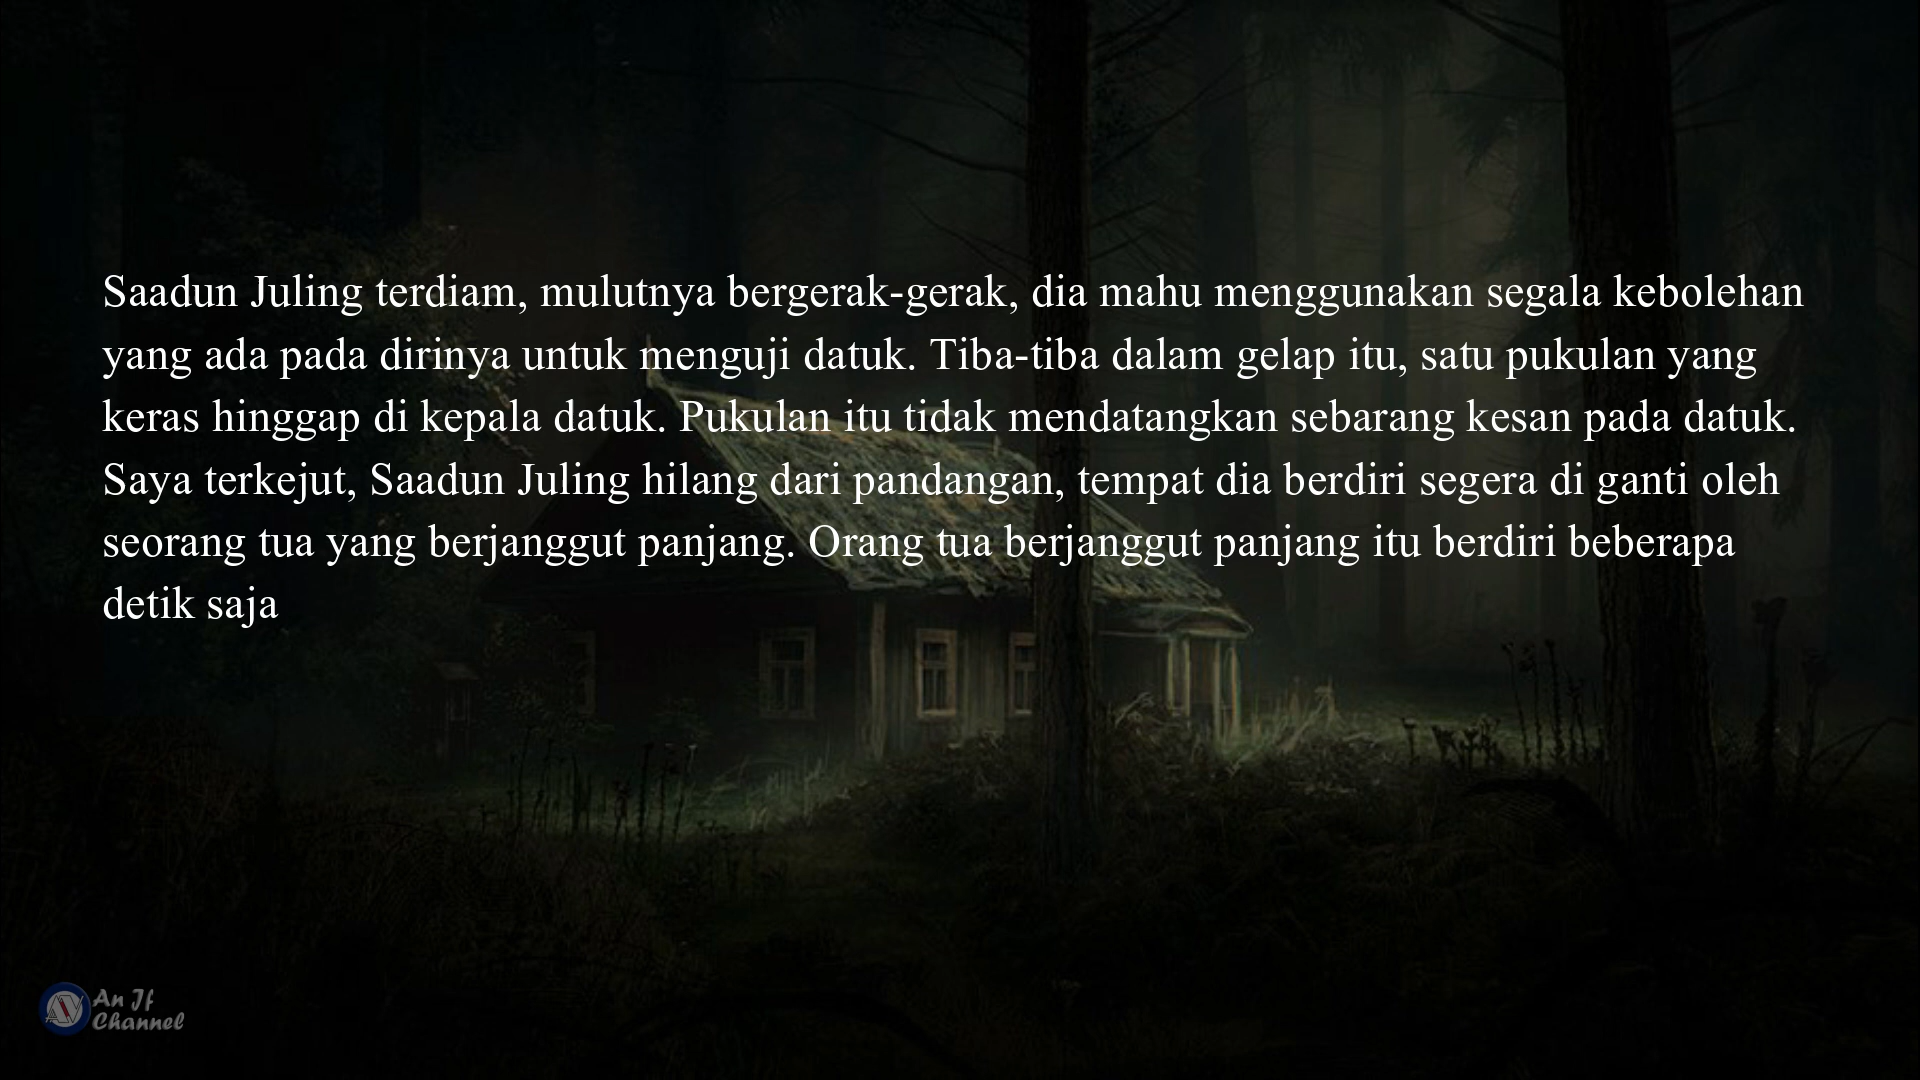 Saadun Juling terdiam, mulutnya bergerak-gerak, dia mahu menggunakan segala kebolehan
yang ada pada dirinya untuk menguji datuk. Tiba-tiba dalam gelap itu, satu pukulan yang
keras hinggap di kepala datuk. Pukulan itu tidak mendatangkan sebarang kesan pada datuk.
Saya terkejut, Saadun Juling hilang dari pandangan, tempat dia berdiri segera di ganti oleh
seorang tua yang berjanggut panjang. Orang tua berjanggut panjang itu berdiri beberapa
detik saja
An If
Channel